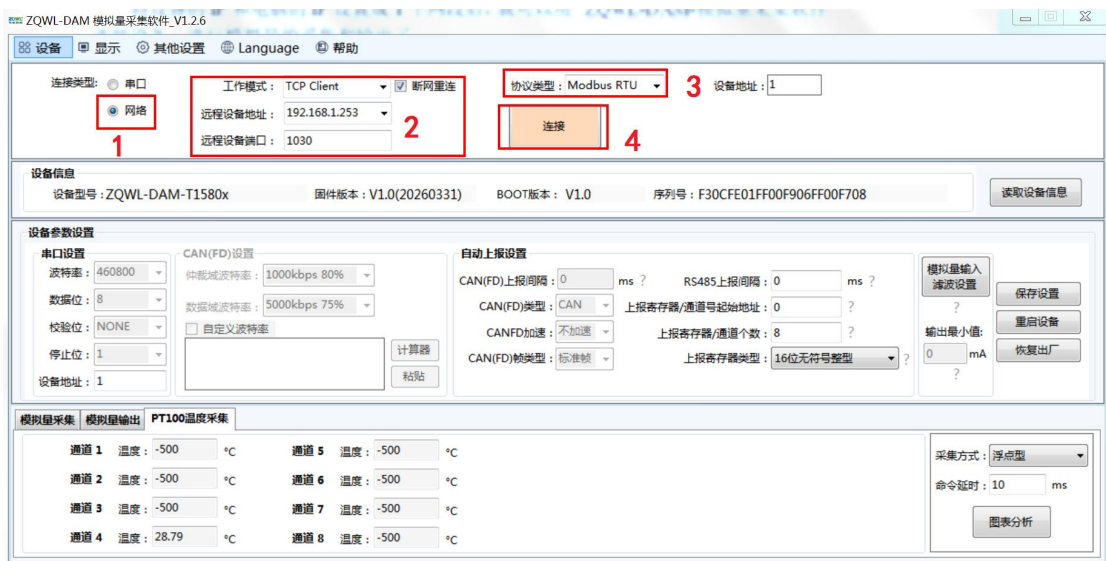 ZQWL-DAM 模拟量采集软件_V1.2.6
设备 显示 其他设置 Language 帮助
连接类型: 串口 工作模式： TCP Client 断网重连 协议类型： Modbus RTU 3 设备地址：1
网络 远程设备地址： 192.168.1.253 2 连接
1 远程设备端口： 1030 4
设备信息
设备型号：ZQWL-DAM-T1580x 固件版本：V1.0(20260331) BOOT版本： V1.0 序列号：F30CFE01FF00F906FF00F708 读取设备信息
设备参数设置
串口设置 CAN(FD)设置 自动上报设置
波特率：460800 仲裁域波特率：1000kbps 80% CAN(FD)上报间隔：0 ms ? RS485上报间隔：0 ms ? 模拟量输入滤波设置
数据位：8 数据域波特率：5000kbps 75% CAN(FD)类型：CAN 上报寄存器/通道号起始地址：0 ? ? 保存设置
校验位：NONE 自定义波特率 CANFD加速：不加速 上报寄存器/通道个数：8 ? 输出最小值: 重启设备
停止位：1 计算器 CAN(FD)帧类型：标准帧 上报寄存器类型：16位无符号整型 ? 0 mA 恢复出厂
设备地址：1 粘贴 ?
模拟量采集 模拟量输出 PT100温度采集
通道 1 温度：-500 °C 通道 5 温度：-500 °C 采集方式：浮点型
通道 2 温度：-500 °C 通道 6 温度：-500 °C 命令延时：10 ms
通道 3 温度：-500 °C 通道 7 温度：-500 °C 图表分析
通道 4 温度：28.79 °C 通道 8 温度：-500 °C